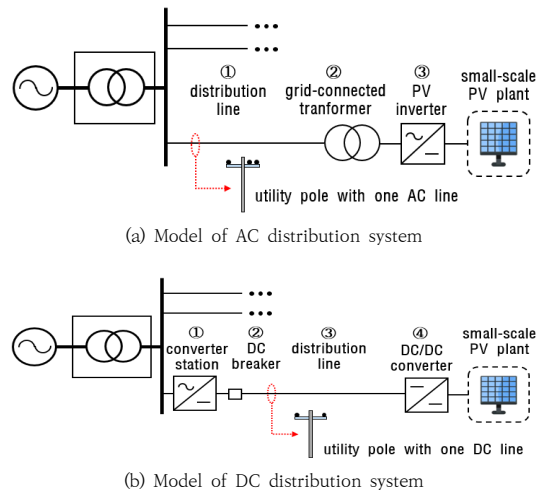 ①
distribution
line
②
grid-connected
tranformer
③
PV
inverter
small-scale
PV plant
utility pole with one AC line
(a) Model of AC distribution system
①
converter
station
②
DC
breaker
③
distribution
line
④
DC/DC
converter
small-scale
PV plant
utility pole with one DC line
(b) Model of DC distribution system